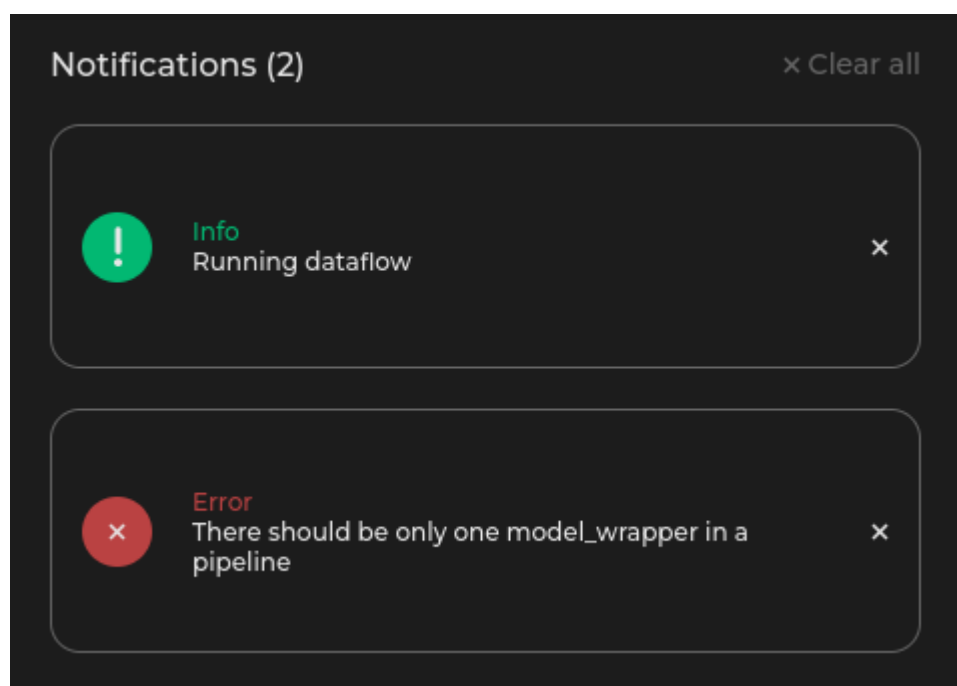 Notifications (2)
× Clear all
Info
Running dataflow
Error
There should be only one model_wrapper in a
pipeline